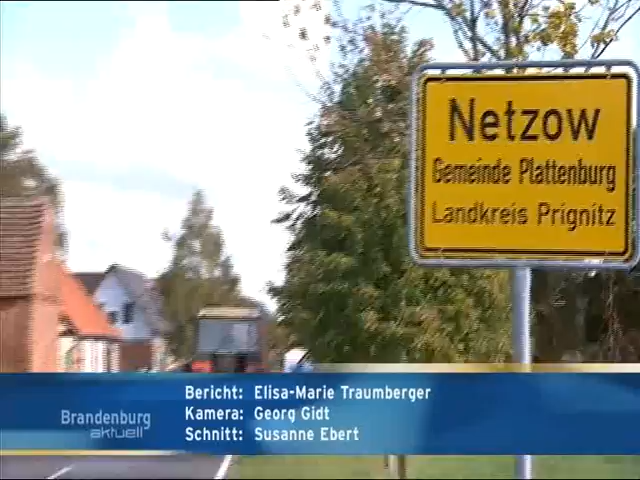 Netzow
Gemeinde Plattenburg
Landkreis Prignitz
Bericht: Elisa-Marie Traumberger
Kamera: Georg Gidt
Schnitt: Susanne Ebert
Brandenburg
aktuell